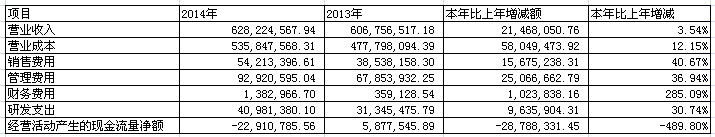 项目 2014年 2013年 本年比上年增减额 本年比上年增减
营业收入 628,224,567.94 606,756,517.18 21,468,050.76 3.54%
营业成本 535,847,568.31 477,798,094.39 58,049,473.92 12.15%
销售费用 54,213,396.61 38,538,158.30 15,675,238.31 40.67%
管理费用 92,920,595.04 67,853,932.25 25,066,662.79 36.94%
财务费用 1,382,966.70 359,128.54 1,023,838.16 285.09%
研发支出 40,981,380.10 31,345,475.79 9,635,904.31 30.74%
经营活动产生的现金流量净额 -22,910,785.56 5,877,545.89 -28,788,331.45 -489.80%